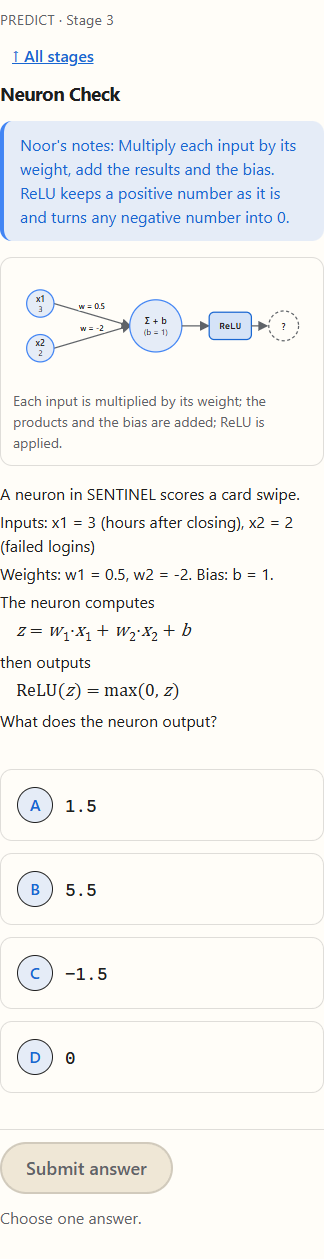 PREDICT · Stage 3
↑ All stages
Neuron Check
Noor's notes: Multiply each input by its
weight, add the results and the bias.
ReLU keeps a positive number as it is
and turns any negative number into 0.
x1
3
w = 0.5
x2
2
w = -2
Σ + b
(b = 1)
ReLU
?
Each input is multiplied by its weight; the
products and the bias are added; ReLU is
applied.
A neuron in SENTINEL scores a card swipe.
Inputs: x1 = 3 (hours after closing), x2 = 2
(failed logins)
Weights: w1 = 0.5, w2 = -2. Bias: b = 1.
The neuron computes
z = w₁·x₁ + w₂·x₂ + b
then outputs
ReLU(z) = max(0, z)
What does the neuron output?
A 1.5
B 5.5
C −1.5
D 0
Submit answer
Choose one answer.